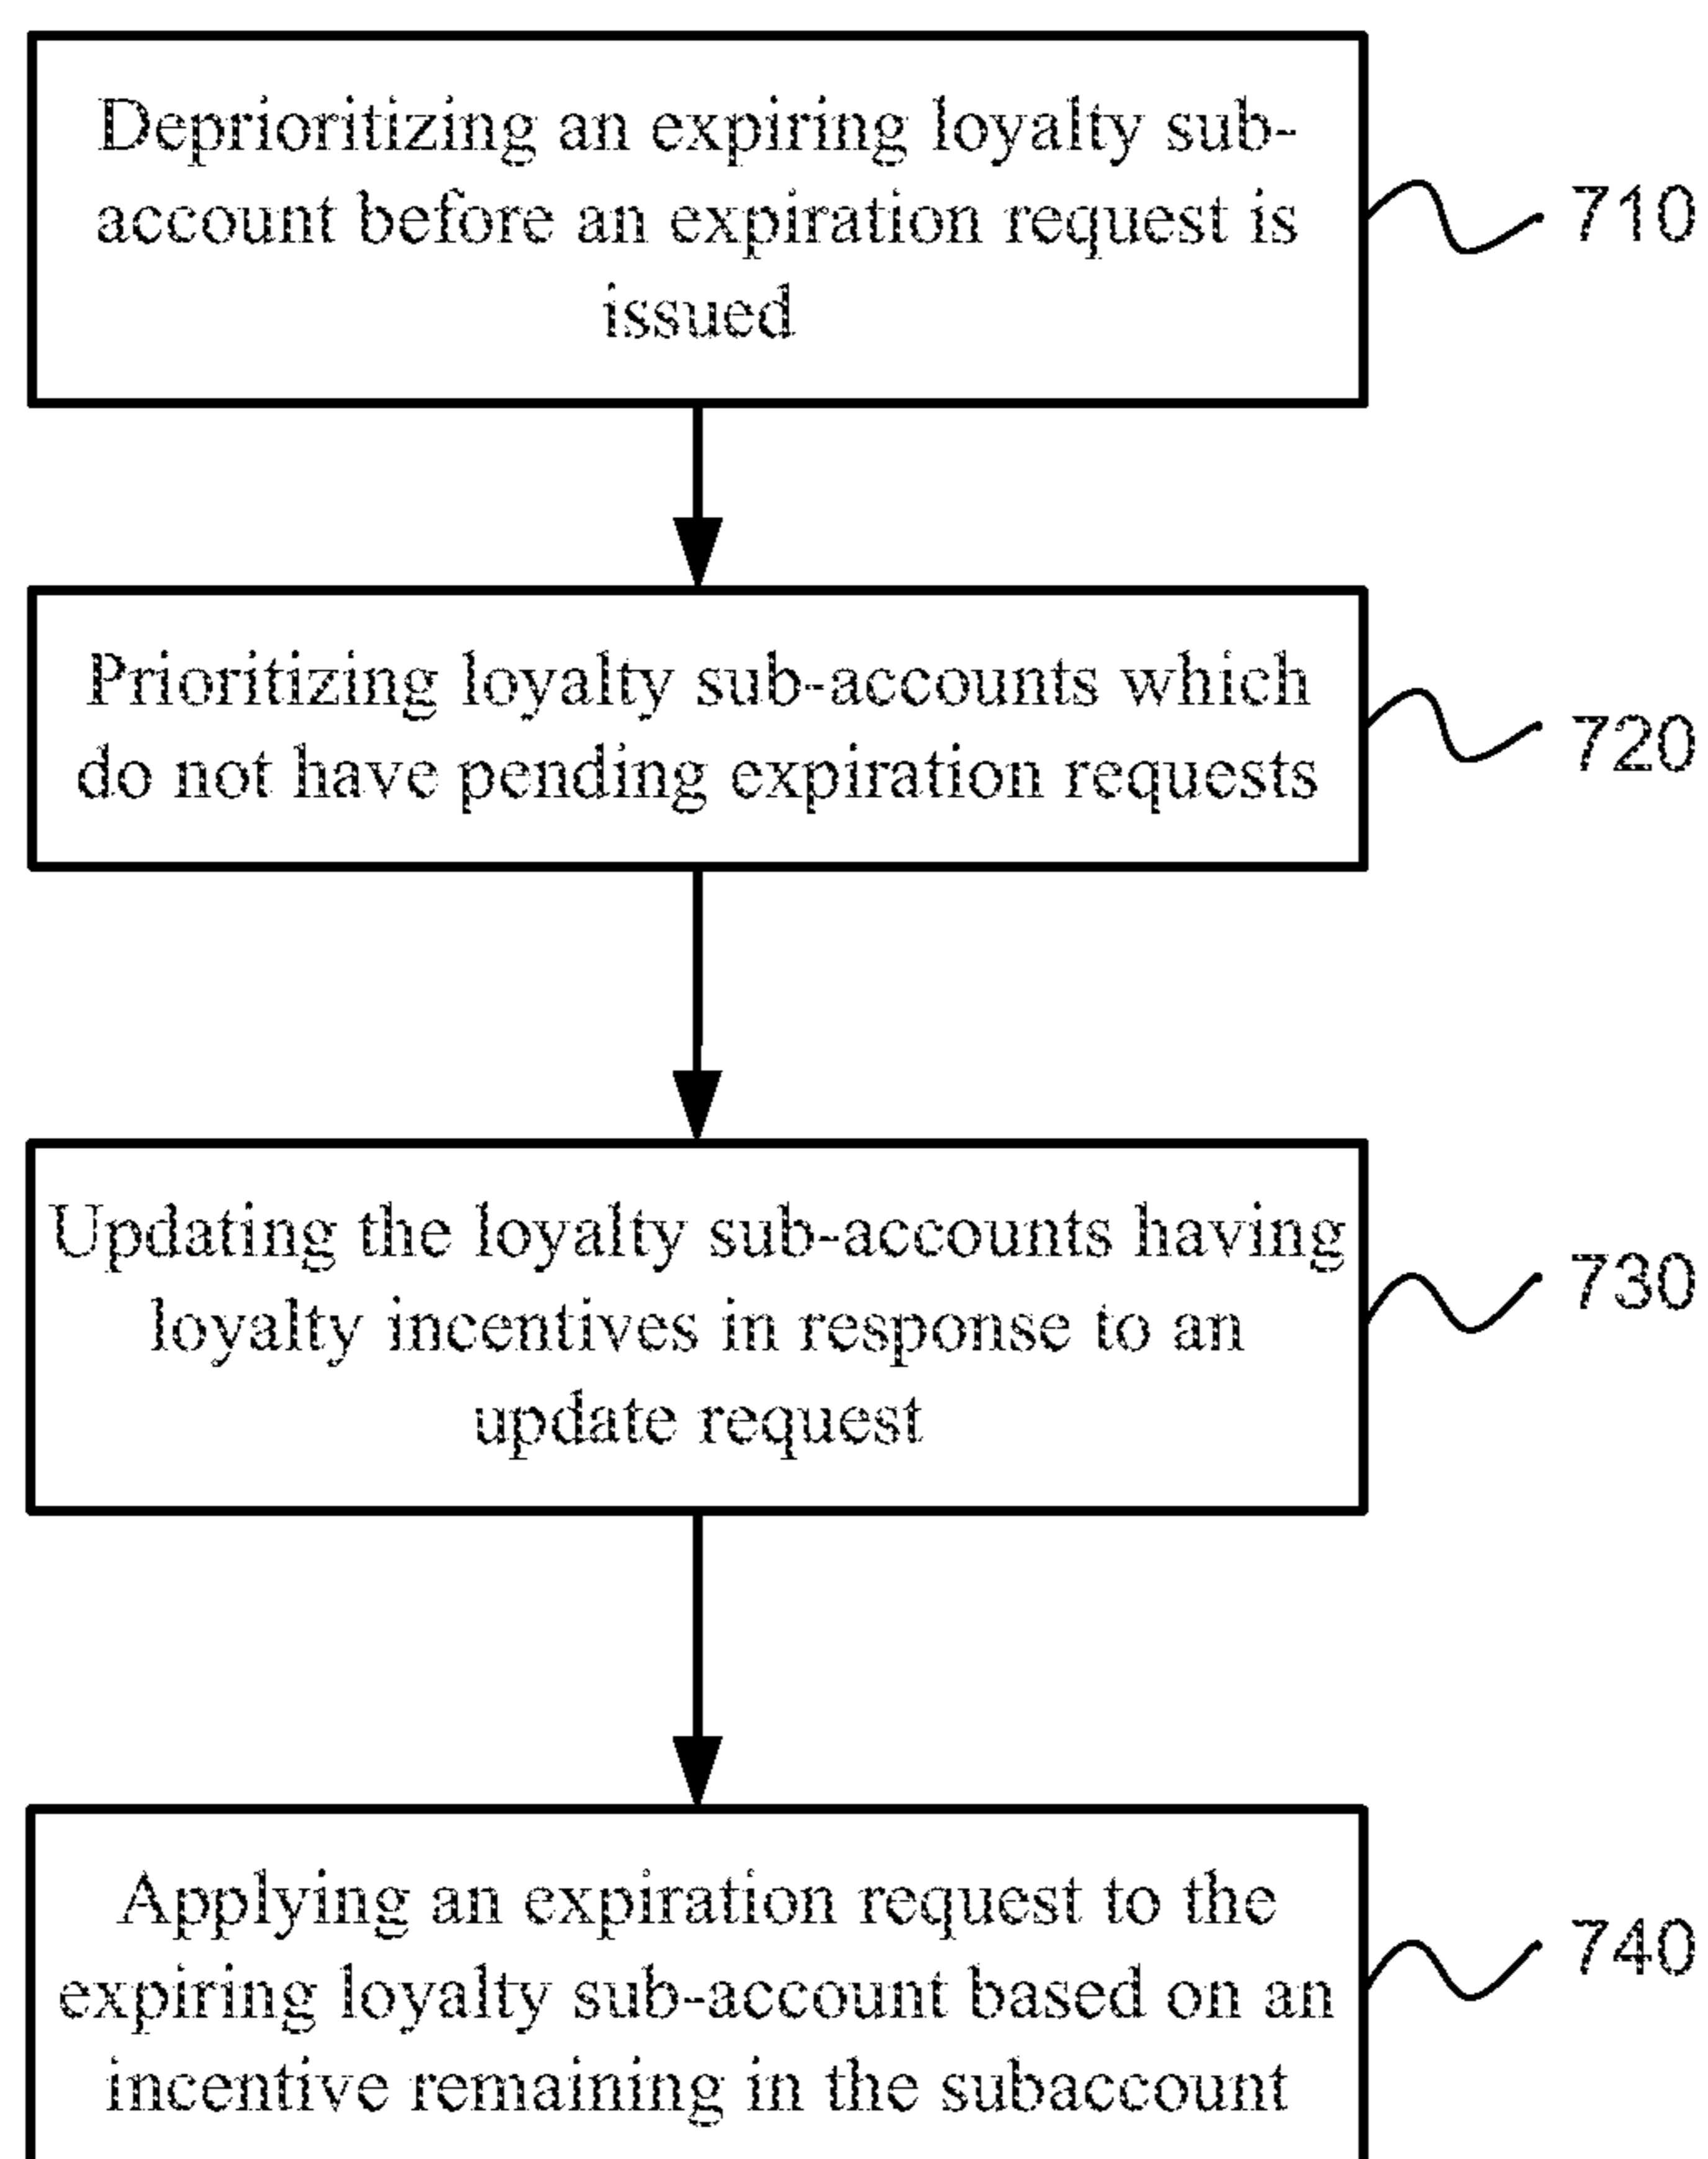 Deprioritizing an expiring loyalty sub-
account before an expiration request is
issued
710
Prioritizing loyalty sub-accounts which
do not have pending expiration requests
720
Updating the loyalty sub-accounts having
loyalty incentives in response to an
update request
730
Applying an expiration request to the
expiring loyalty sub-account based on an
incentive remaining in the subaccount
740